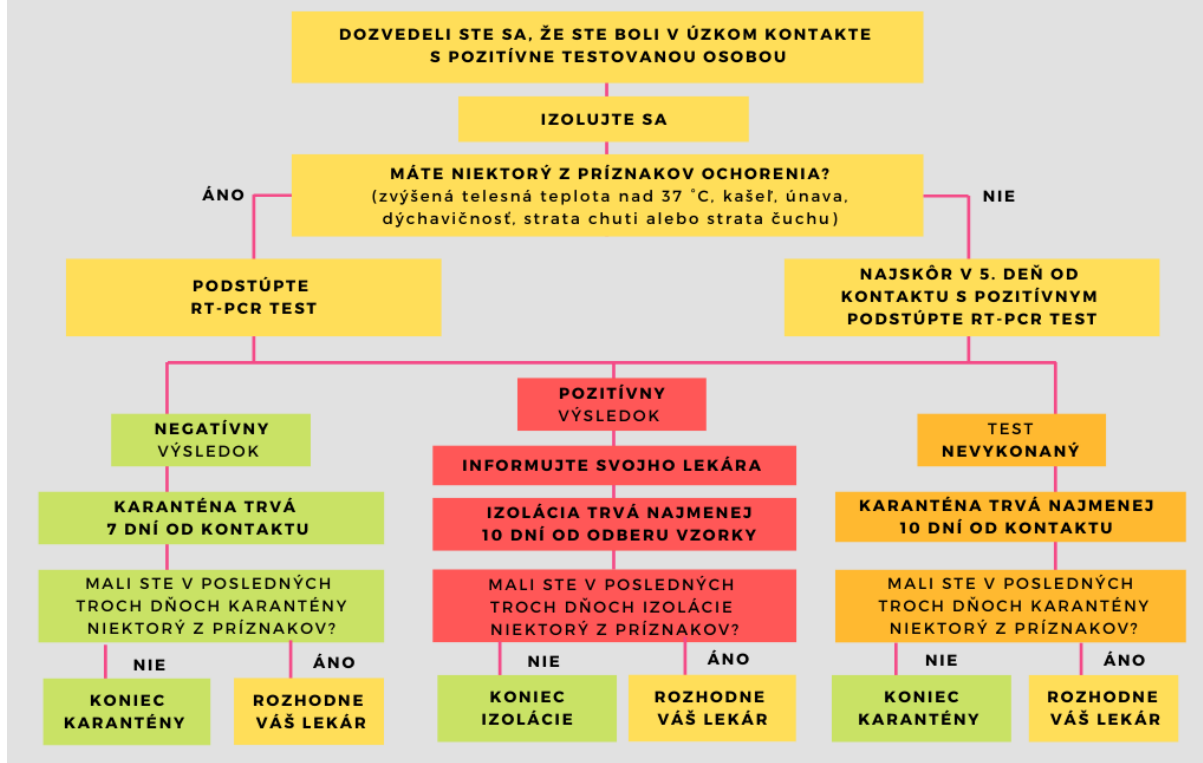 DOZVEDELI STE SA, ŽE STE BOLI V ÚZKOM KONTAKTE
S POZITÍVNE TESTOVANOU OSOBOU
IZOLUJTE SA
MÁTE NIEKTORÝ Z PRÍZNAKOV OCHORENIA?
(zvýšená telesná teplota nad 37 °C, kašeľ, únava,
dýchavičnosť, strata chuti alebo strata čuchu)
ÁNO
NIE
PODSTÚPTE
RT-PCR TEST
NAJSKÔR V 5. DEŇ OD
KONTAKTU S POZITÍVNYM
PODSTÚPTE RT-PCR TEST
NEGATÍVNY
VÝSLEDOK
KARANTÉNA TRVÁ
7 DNÍ OD KONTAKTU
MALI STE V POSLEDNÝCH
TROCH DŇOCH KARANTÉNY
NIEKTORÝ Z PRÍZNAKOV?
NIE
ÁNO
KONIEC
KARANTÉNY
ROZHODNE
VÁŠ LEKÁR
POZITÍVNY
VÝSLEDOK
INFORMUJTE SVOJHO LEKÁRA
IZOLÁCIA TRVÁ NAJMENEJ
10 DNÍ OD ODBERU VZORKY
MALI STE V POSLEDNÝCH
TROCH DŇOCH IZOLÁCIE
NIEKTORÝ Z PRÍZNAKOV?
NIE
ÁNO
KONIEC
IZOLÁCIE
ROZHODNE
VÁŠ LEKÁR
TEST
NEVYKONANÝ
KARANTÉNA TRVÁ NAJMENEJ
10 DNÍ OD KONTAKTU
MALI STE V POSLEDNÝCH
TROCH DŇOCH KARANTÉNY
NIEKTORÝ Z PRÍZNAKOV?
NIE
ÁNO
KONIEC
KARANTÉNY
ROZHODNE
VÁŠ LEKÁR